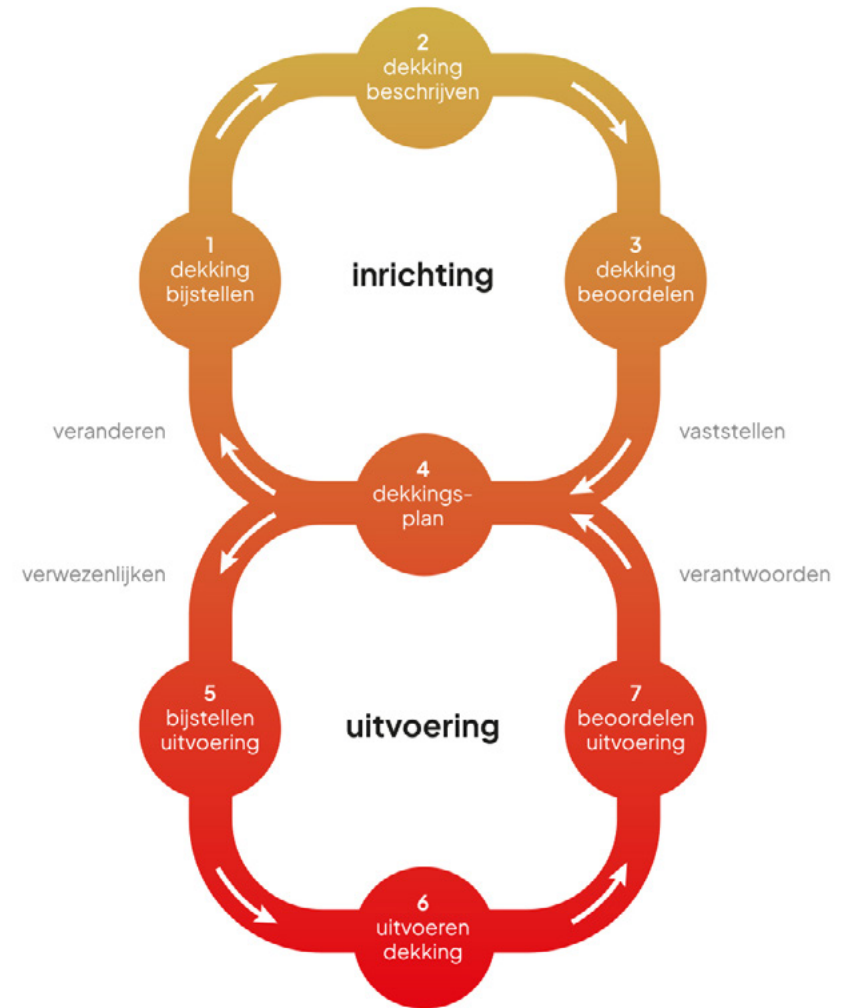 2
dekking
beschrijven
1
dekking
bijstellen
inrichting
3
dekking
beoordelen
veranderen
vaststellen
4
dekkings-
plan
verwezenlijken
verantwoorden
5
bijstellen
uitvoering
uitvoering
7
beoordelen
uitvoering
6
uitvoeren
dekking